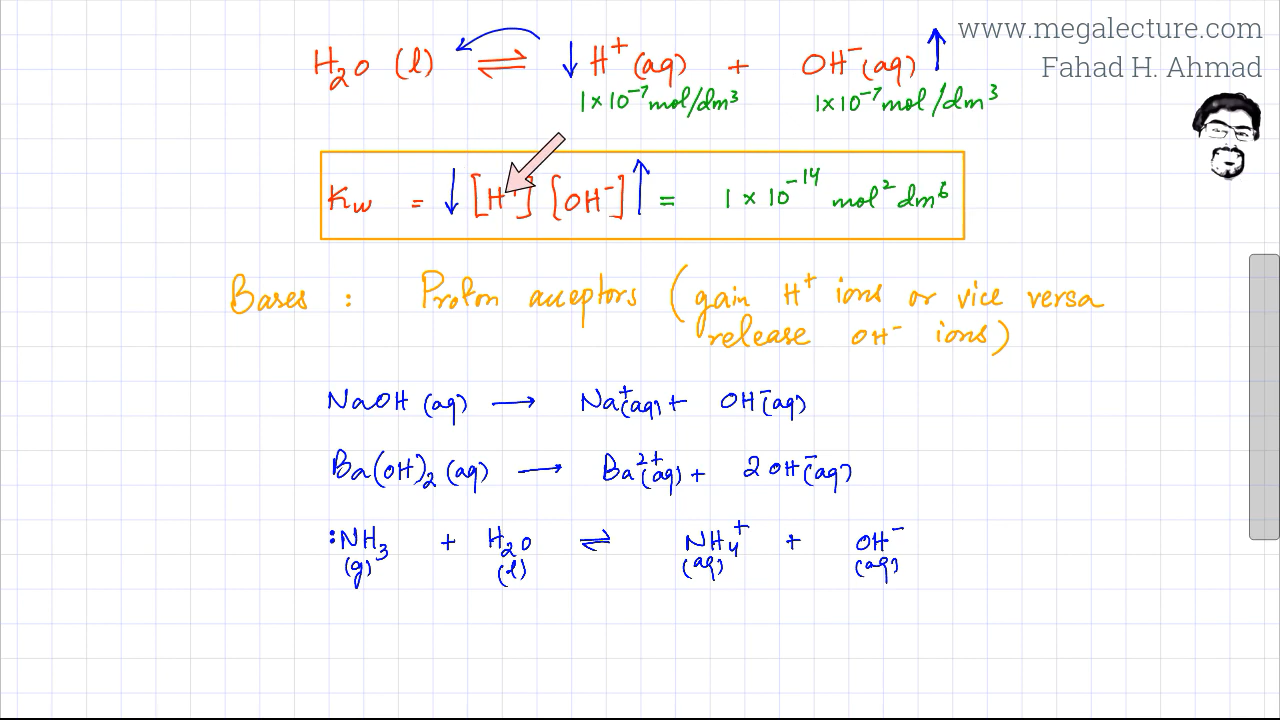 www.megalecture.com
Fahad H. Ahmad
H₂O (l) ⇌ ↓ H⁺(aq) + OH⁻(aq) ↑
1×10⁻⁷ mol/dm³ 1×10⁻⁷ mol/dm³
Kw = ↓ [H⁺] [OH⁻] ↑ = 1 × 10⁻¹⁴ mol² dm⁶
Bases : Proton acceptors (gain H⁺ ions or vice versa
release OH⁻ ions)
NaOH (aq) → Na⁺(aq) + OH⁻(aq)
Ba(OH)₂ (aq) → Ba²⁺(aq) + 2OH⁻(aq)
:NH₃ + H₂O ⇌ NH₄⁺ + OH⁻
(g) (l) (aq) (aq)